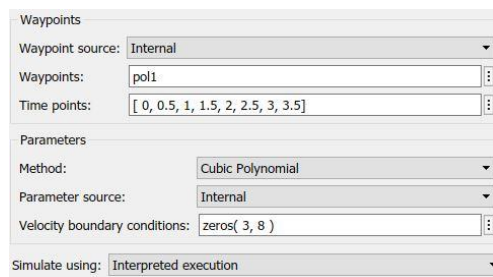 Waypoints
Waypoint source: Internal
Waypoints: pol1
Time points: [ 0, 0.5, 1, 1.5, 2, 2.5, 3, 3.5]
Parameters
Method: Cubic Polynomial
Parameter source: Internal
Velocity boundary conditions: zeros( 3, 8 )
Simulate using: Interpreted execution